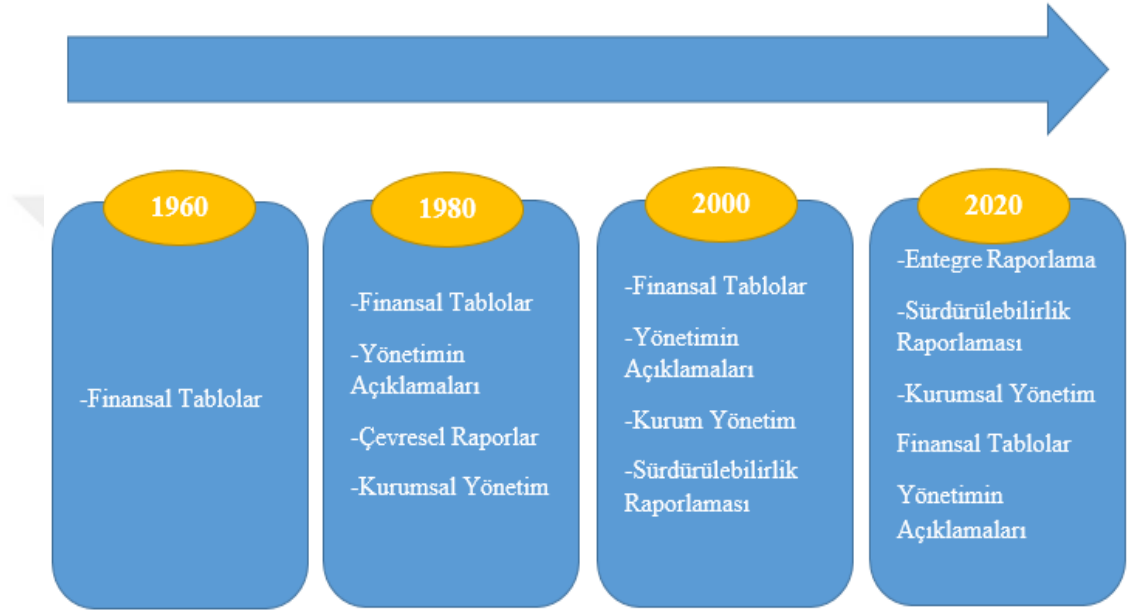 1960
-Finansal Tablolar
1980
-Finansal Tablolar
-Yönetimin
Açıklamaları
-Çevresel Raporlar
-Kurumsal Yönetim
2000
-Finansal Tablolar
-Yönetimin
Açıklamaları
-Kurum Yönetim
-Sürdürülebilirlik
Raporlaması
2020
-Entegre Raporlama
-Sürdürülebilirlik
Raporlaması
-Kurumsal Yönetim
Finansal Tablolar
Yönetimin
Açıklamaları